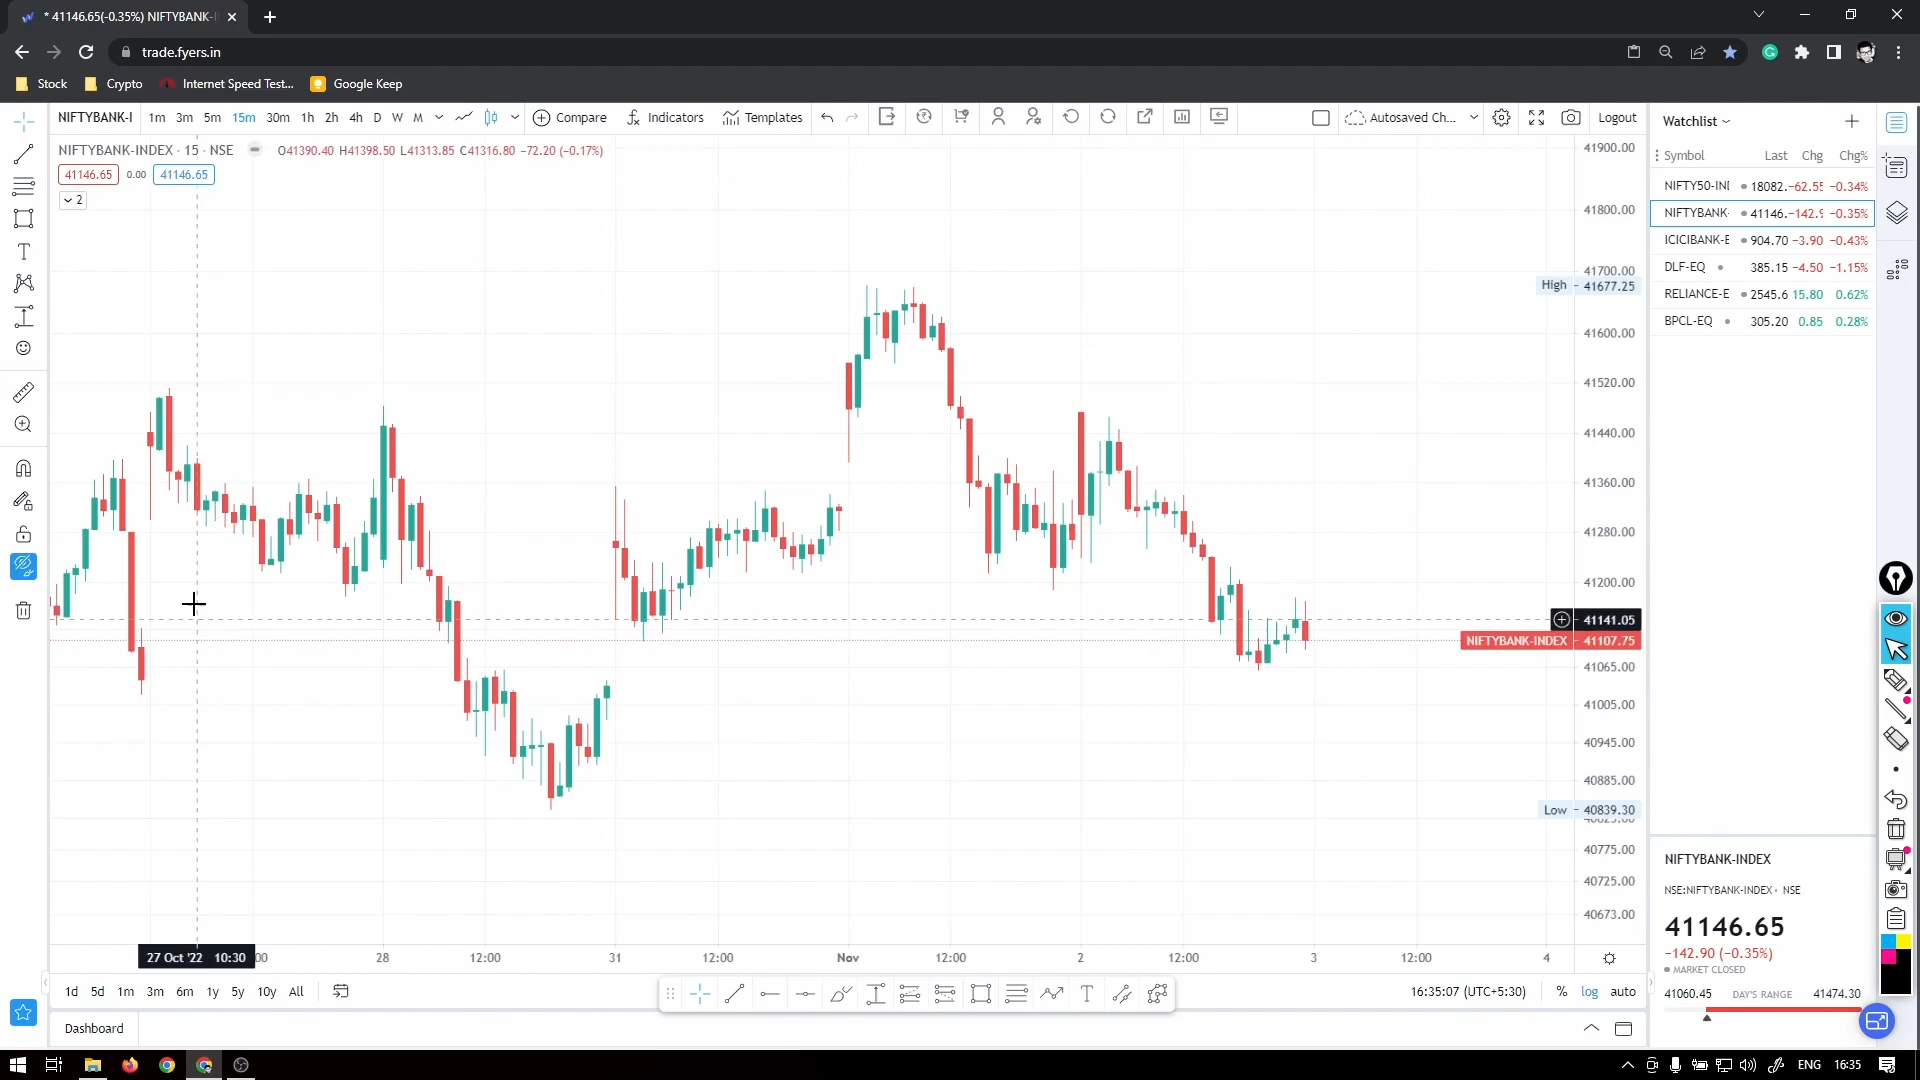 * 41146.65(-0.35%) NIFTYBANK-I
trade.fyers.in
Stock Crypto Internet Speed Test... Google Keep
NIFTYBANK-I 1m 3m 5m 15m 30m 1h 2h 4h D W M Compare Indicators Templates Autosaved Ch... Logout
NIFTYBANK-INDEX · 15 · NSE O41390.40 H41398.50 L41313.85 C41316.80 −72.20 (−0.17%)
41146.65 0.00 41146.65
2
41900.00
41800.00
41700.00
High 41677.25
41600.00
41520.00
41440.00
41360.00
41280.00
41200.00
41141.05
NIFTYBANK-INDEX 41107.75
41065.00
41005.00
40945.00
40885.00
Low 40839.30
40775.00
40725.00
40673.00
27 Oct '22 10:30 :00 28 12:00 31 12:00 Nov 12:00 2 12:00 3 12:00 4
1d 5d 1m 3m 6m 1y 5y 10y All
16:35:07 (UTC+5:30) % log auto
Dashboard
Watchlist
Symbol Last Chg Chg%
NIFTY50-INI 18082. −62.55 −0.34%
NIFTYBANK- 41146. −142.9 −0.35%
ICICIBANK-E 904.70 −3.90 −0.43%
DLF-EQ 385.15 −4.50 −1.15%
RELIANCE-E 2545.6 15.80 0.62%
BPCL-EQ 305.20 0.85 0.28%
NIFTYBANK-INDEX
NSE:NIFTYBANK-INDEX · NSE
41146.65
−142.90 (−0.35%)
MARKET CLOSED
41060.45 DAY'S RANGE 41474.30
ENG 16:35